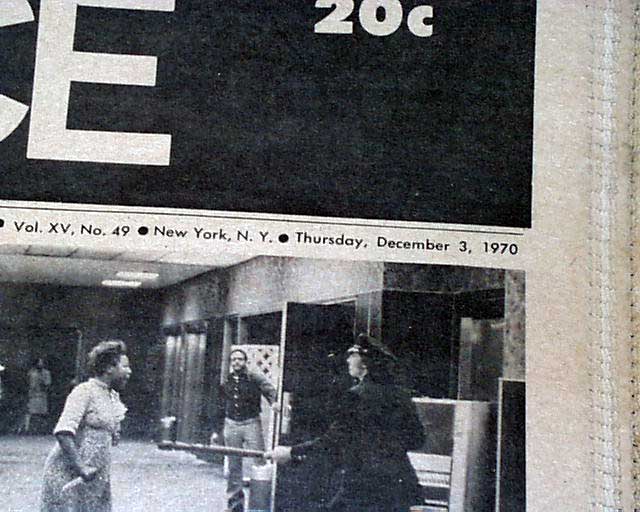 20c
CE
Vol. XV, No. 49 ● New York, N. Y. ● Thursday, December 3, 1970